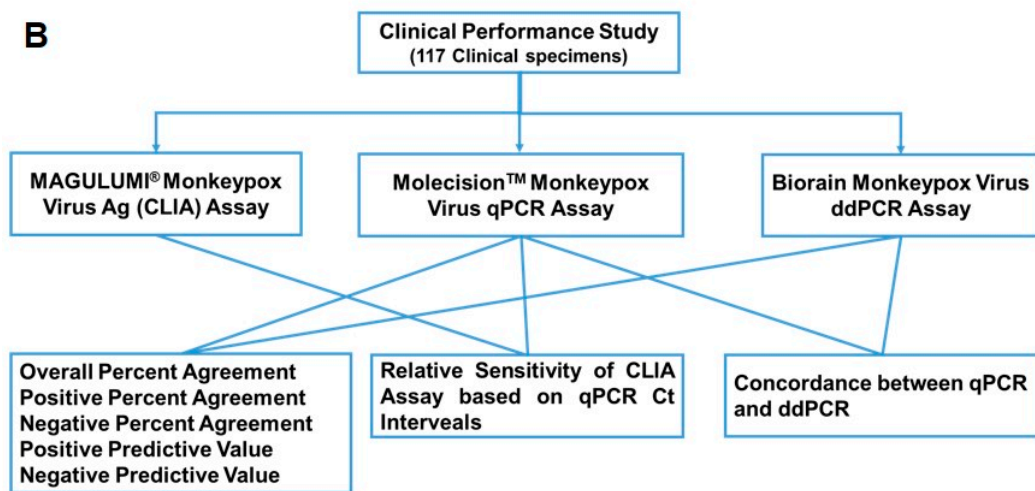 B
Clinical Performance Study
(117 Clinical specimens)
MAGULUMI® Monkeypox
Virus Ag (CLIA) Assay
Molecision™ Monkeypox
Virus qPCR Assay
Biorain Monkeypox Virus
ddPCR Assay
Overall Percent Agreement
Positive Percent Agreement
Negative Percent Agreement
Positive Predictive Value
Negative Predictive Value
Relative Sensitivity of CLIA
Assay based on qPCR Ct
Interveals
Concordance between qPCR
and ddPCR